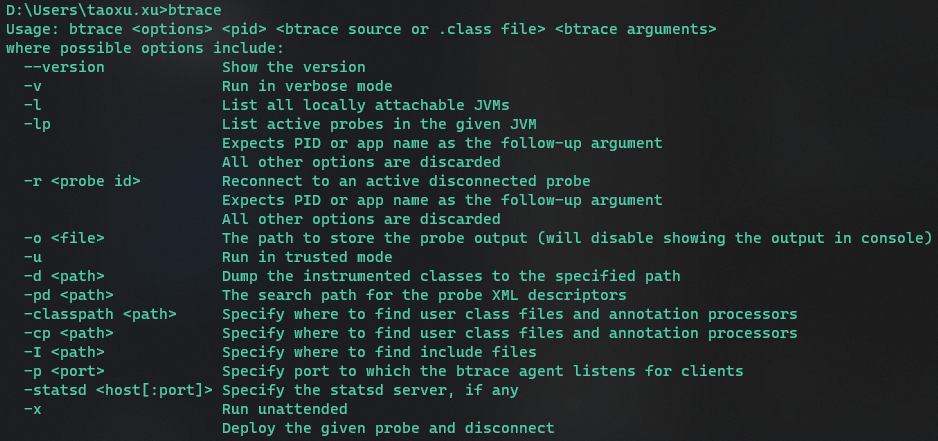 D:\Users\taoxu.xu>btrace
Usage: btrace <options> <pid> <btrace source or .class file> <btrace arguments>
where possible options include:
  --version             Show the version
  -v                    Run in verbose mode
  -l                    List all locally attachable JVMs
  -lp                   List active probes in the given JVM
                        Expects PID or app name as the follow-up argument
                        All other options are discarded
  -r <probe id>         Reconnect to an active disconnected probe
                        Expects PID or app name as the follow-up argument
                        All other options are discarded
  -o <file>             The path to store the probe output (will disable showing the output in console)
  -u                    Run in trusted mode
  -d <path>             Dump the instrumented classes to the specified path
  -pd <path>            The search path for the probe XML descriptors
  -classpath <path>     Specify where to find user class files and annotation processors
  -cp <path>            Specify where to find user class files and annotation processors
  -I <path>             Specify where to find include files
  -p <port>             Specify port to which the btrace agent listens for clients
  -statsd <host[:port]> Specify the statsd server, if any
  -x                    Run unattended
                        Deploy the given probe and disconnect